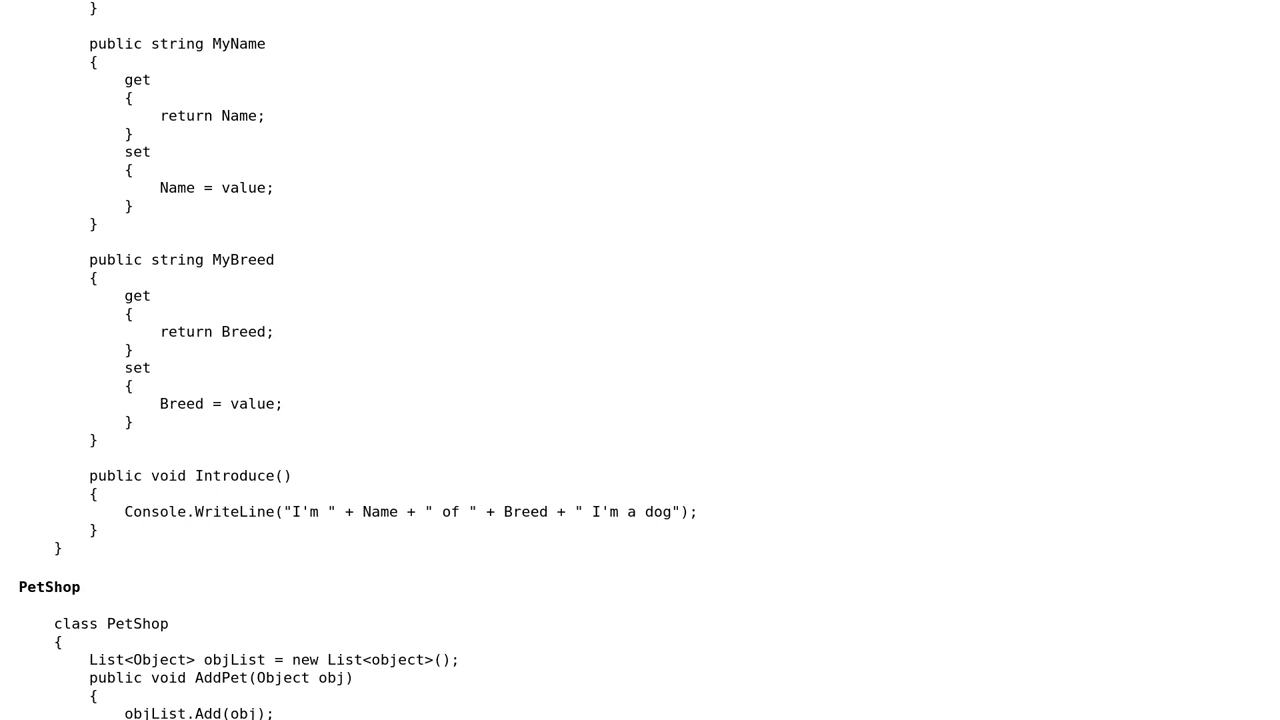 }
public string MyName
{
get
{
return Name;
}
set
{
Name = value;
}
}
public string MyBreed
{
get
{
return Breed;
}
set
{
Breed = value;
}
}
public void Introduce()
{
Console.WriteLine("I'm " + Name + " of " + Breed + " I'm a dog");
}
}
PetShop
class PetShop
{
List<Object> objList = new List<object>();
public void AddPet(Object obj)
{
objList.Add(obj);